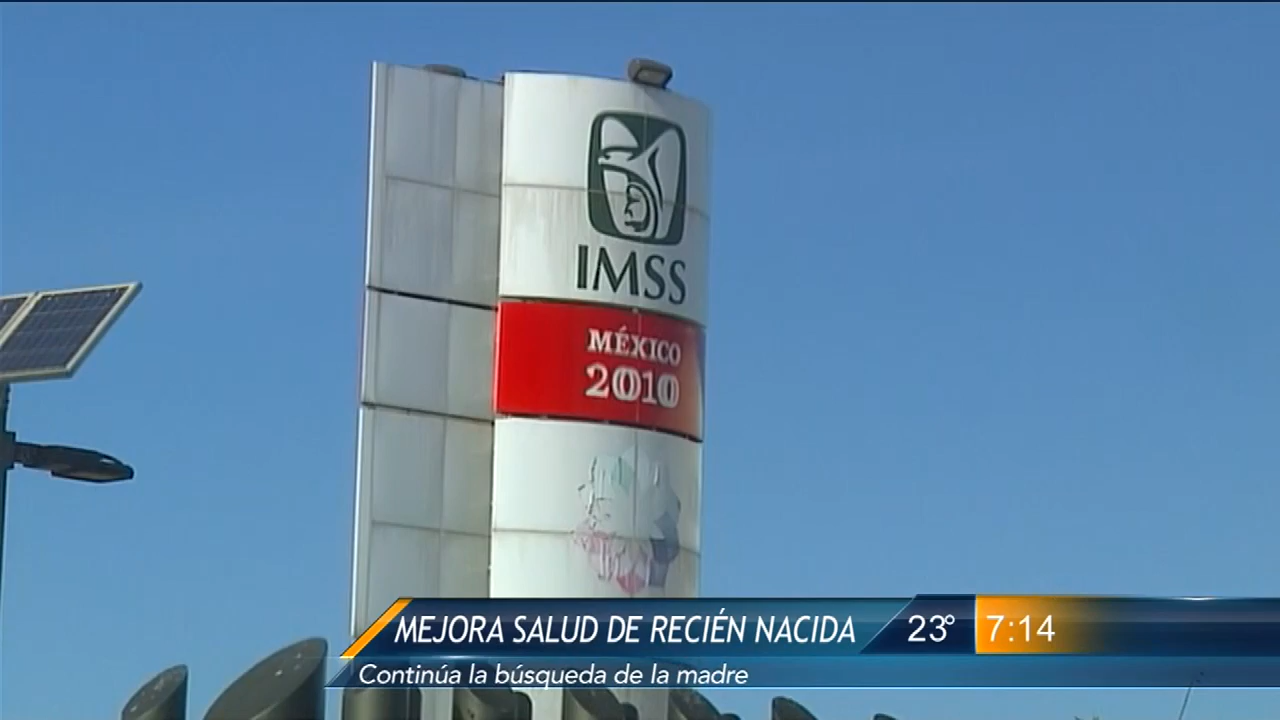 IMSS
MÉXICO
2010
MEJORA SALUD DE RECIÉN NACIDA
23°
7:14
Continúa la búsqueda de la madre